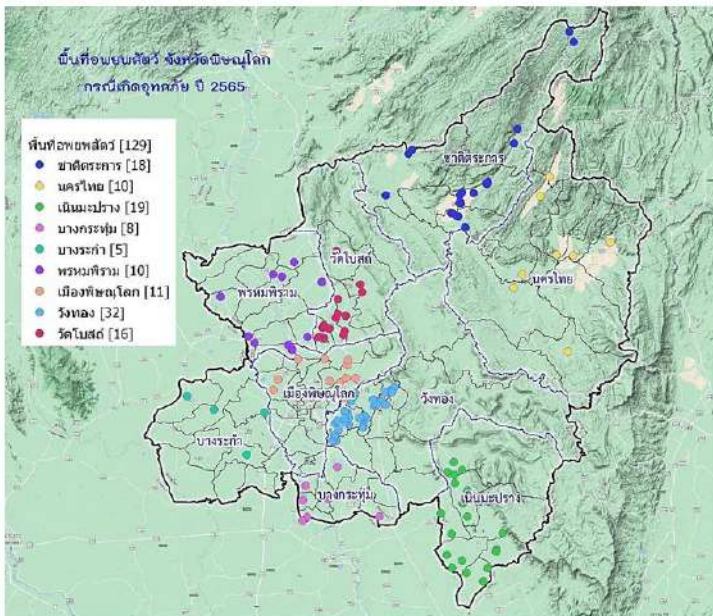 พื้นที่อพยพสัตว์ จังหวัดพิษณุโลก
กรณีเกิดอุทกภัย ปี 2565
พื้นที่อพยพสัตว์ [129]
ชาติตระการ [18]
นครไทย [10]
เนินมะปราง [19]
บางกระทุ่ม [8]
บางระกำ [5]
พรหมพิราม [10]
เมืองพิษณุโลก [11]
วังทอง [32]
วัดโบสถ์ [16]
ชาติตระการ
วัดโบสถ์
นครไทย
พรหมพิราม
เมืองพิษณุโลก
วังทอง
บางระกำ
บางกระทุ่ม
เนินมะปราง